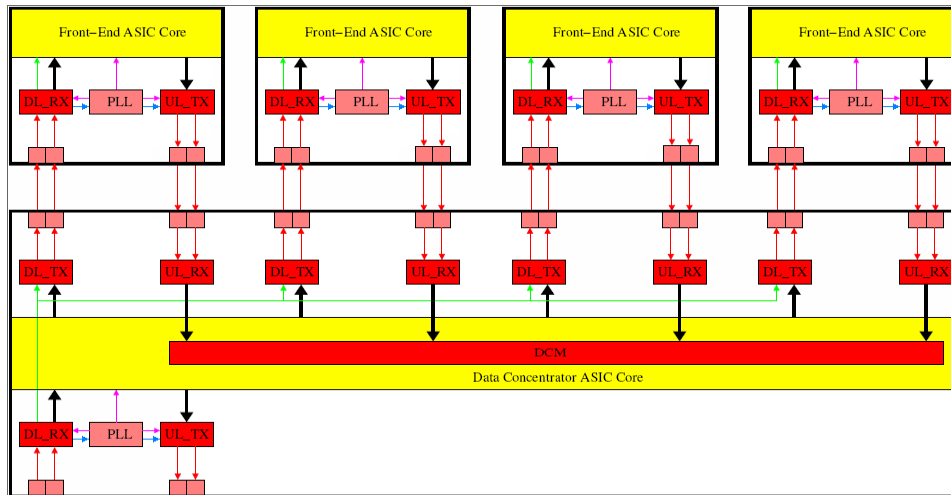 Front−End ASIC Core Front−End ASIC Core Front−End ASIC Core Front−End ASIC Core
DL_RX PLL UL_TX DL_RX PLL UL_TX DL_RX PLL UL_TX DL_RX PLL UL_TX
DL_TX UL_RX DL_TX UL_RX DL_TX UL_RX DL_TX UL_RX
DCM
Data Concentrator ASIC Core
DL_RX PLL UL_TX